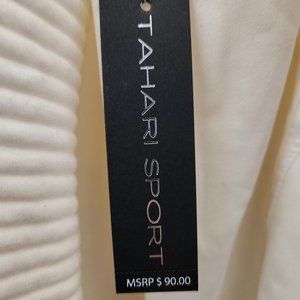 TAHARI SPORT
MSRP $ 90.00